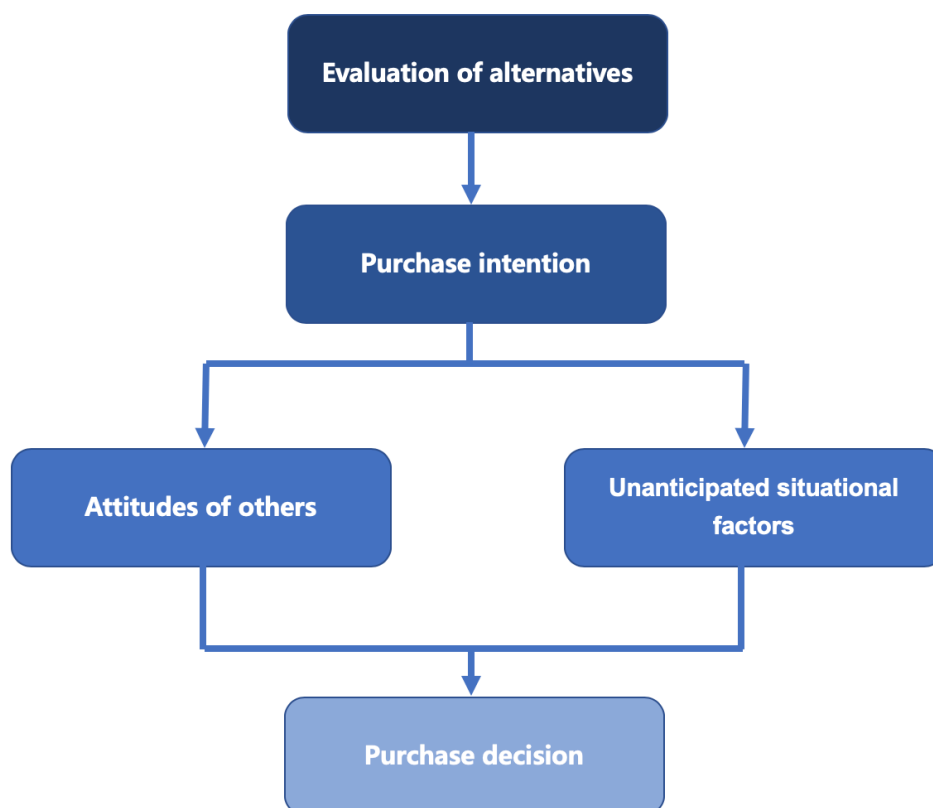 Evaluation of alternatives
Purchase intention
Attitudes of others
Unanticipated situational
factors
Purchase decision